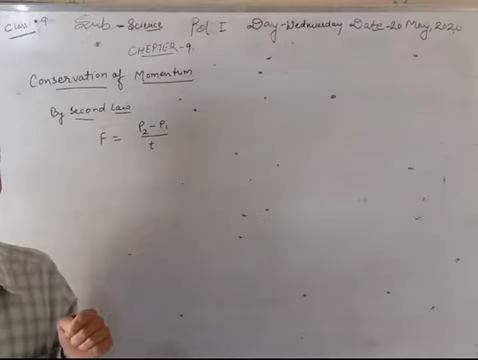 Class-9 Sub-Science Pd I Day-Wednesday Date-20 May, 2020
CHEPTER-9
Conservation of Momentum
By Second Law
F = P₂ - P₁ / t